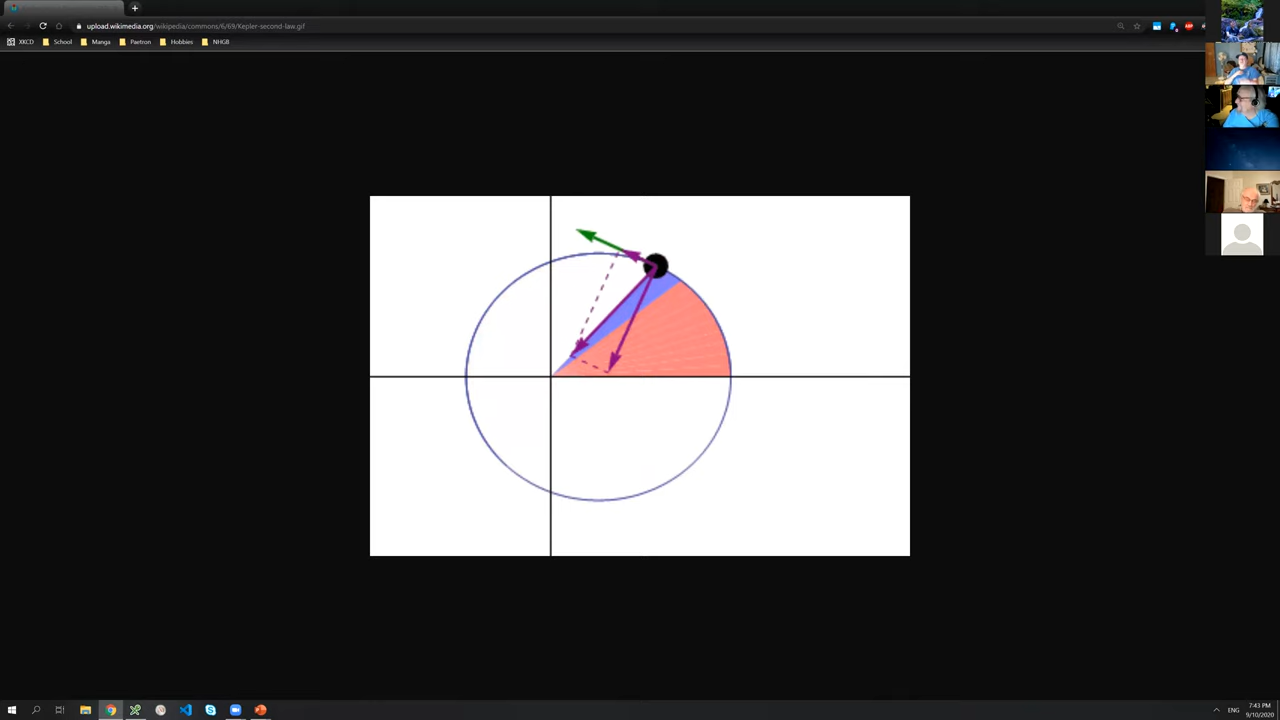 upload.wikimedia.org/wikipedia/commons/6/69/Kepler-second-law.gif
XKCD School Manga Paetron Hobbies NHGB
ENG
7:43 PM
9/10/2020